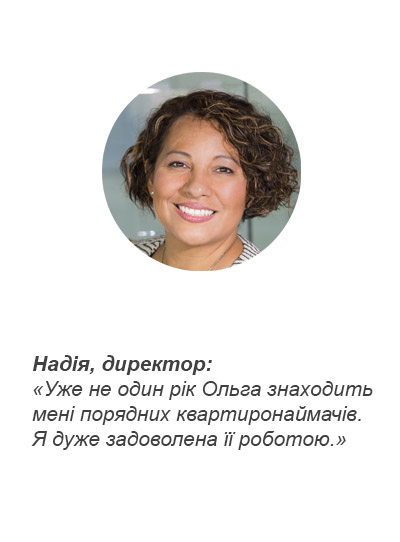 Надія, директор:
«Уже не один рік Ольга знаходить
мені порядних квартиронаймачів.
Я дуже задоволена її роботою.»